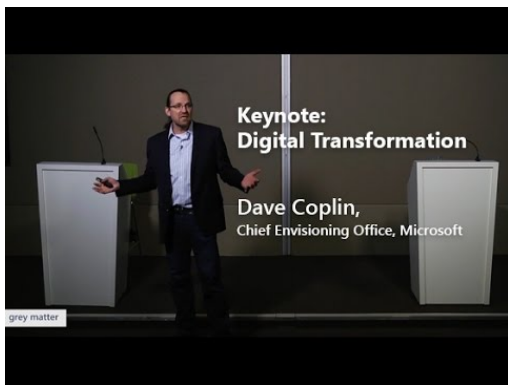 Keynote:
Digital Transformation
Dave Coplin,
Chief Envisioning Office, Microsoft
grey matter